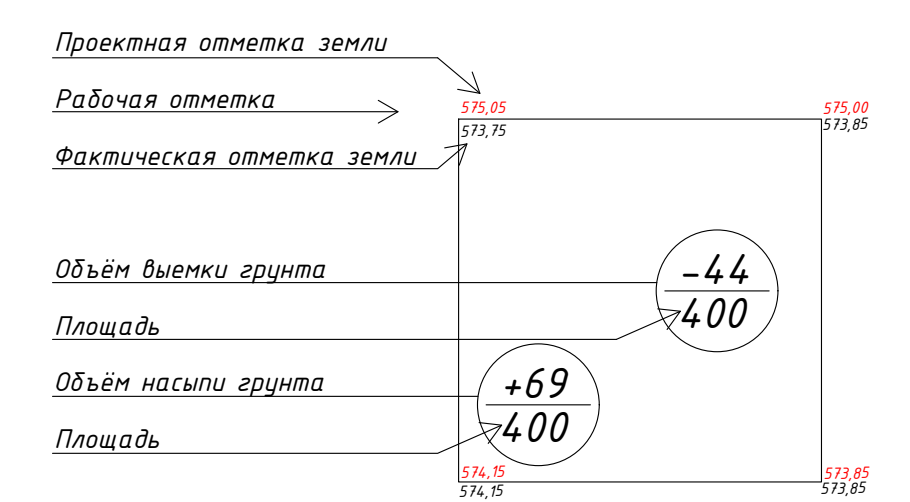 Проектная отметка земли
Рабочая отметка
575,05
575,00
573,75
573,85
Фактическая отметка земли
Объём выемки грунта
-44
400
Площадь
Объём насыпи грунта
+69
400
Площадь
574,15
573,85
574,15
573,85